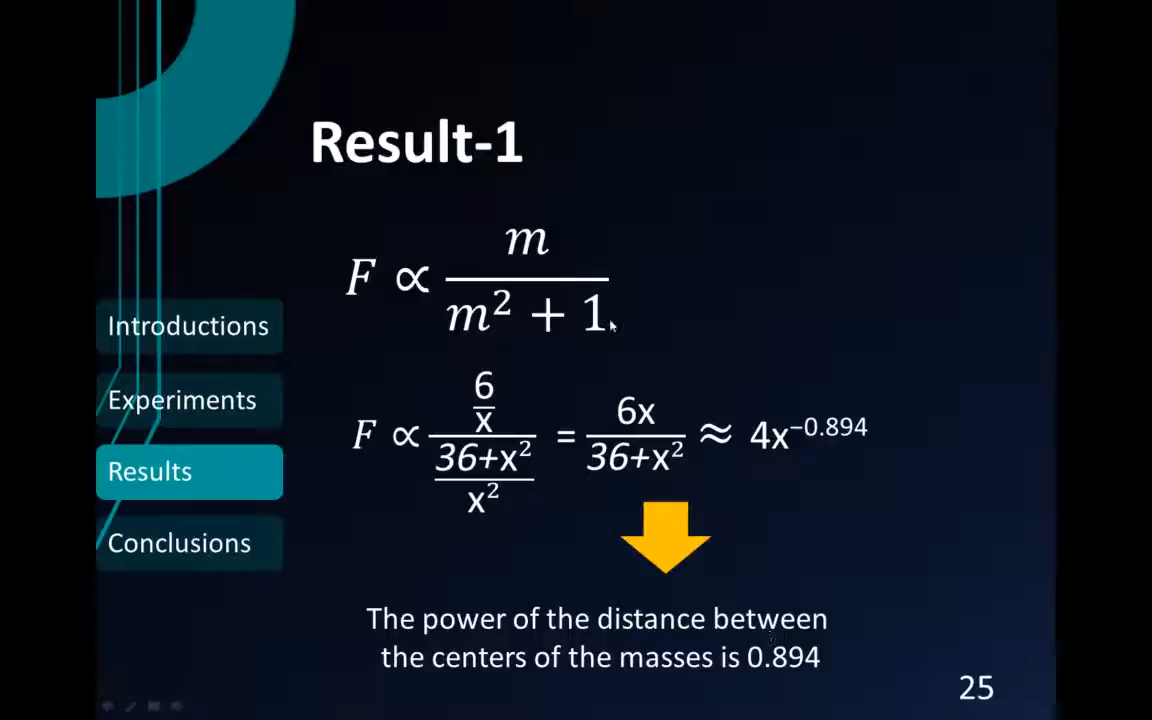 Result-1
F ∝ m / (m² + 1)
Introductions
Experiments
Results
Conclusions
F ∝ (6/x) / ((36+x²)/x²) = 6x / (36+x²) ≈ 4x^−0.894
The power of the distance between
the centers of the masses is 0.894
25